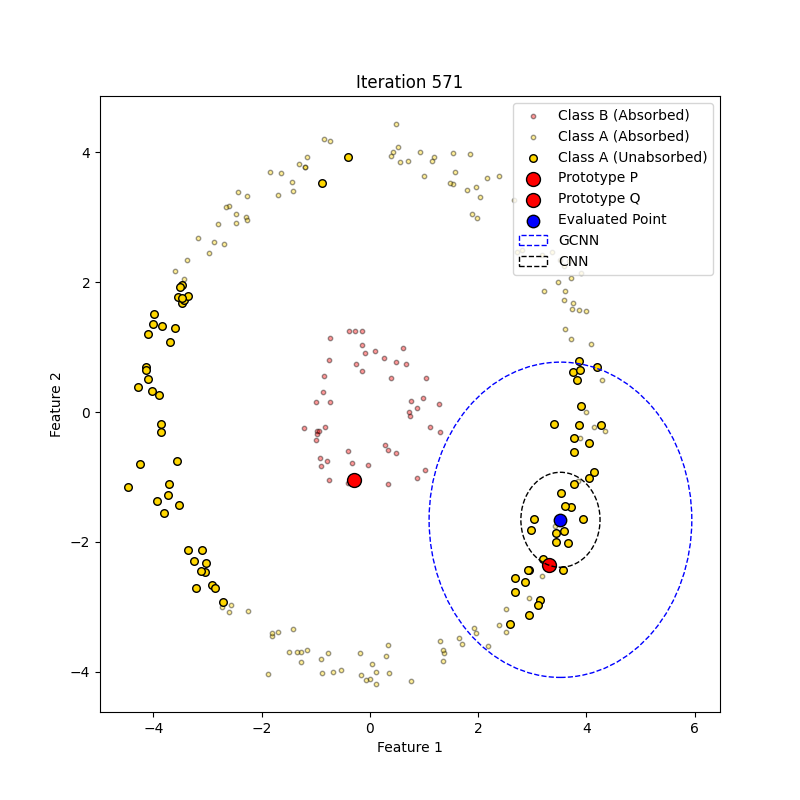 Iteration 571
Class B (Absorbed)
Class A (Absorbed)
Class A (Unabsorbed)
Prototype P
Prototype Q
Evaluated Point
GCNN
CNN
Feature 2
4
2
0
−2
−4
−4 −2 0 2 4 6
Feature 1